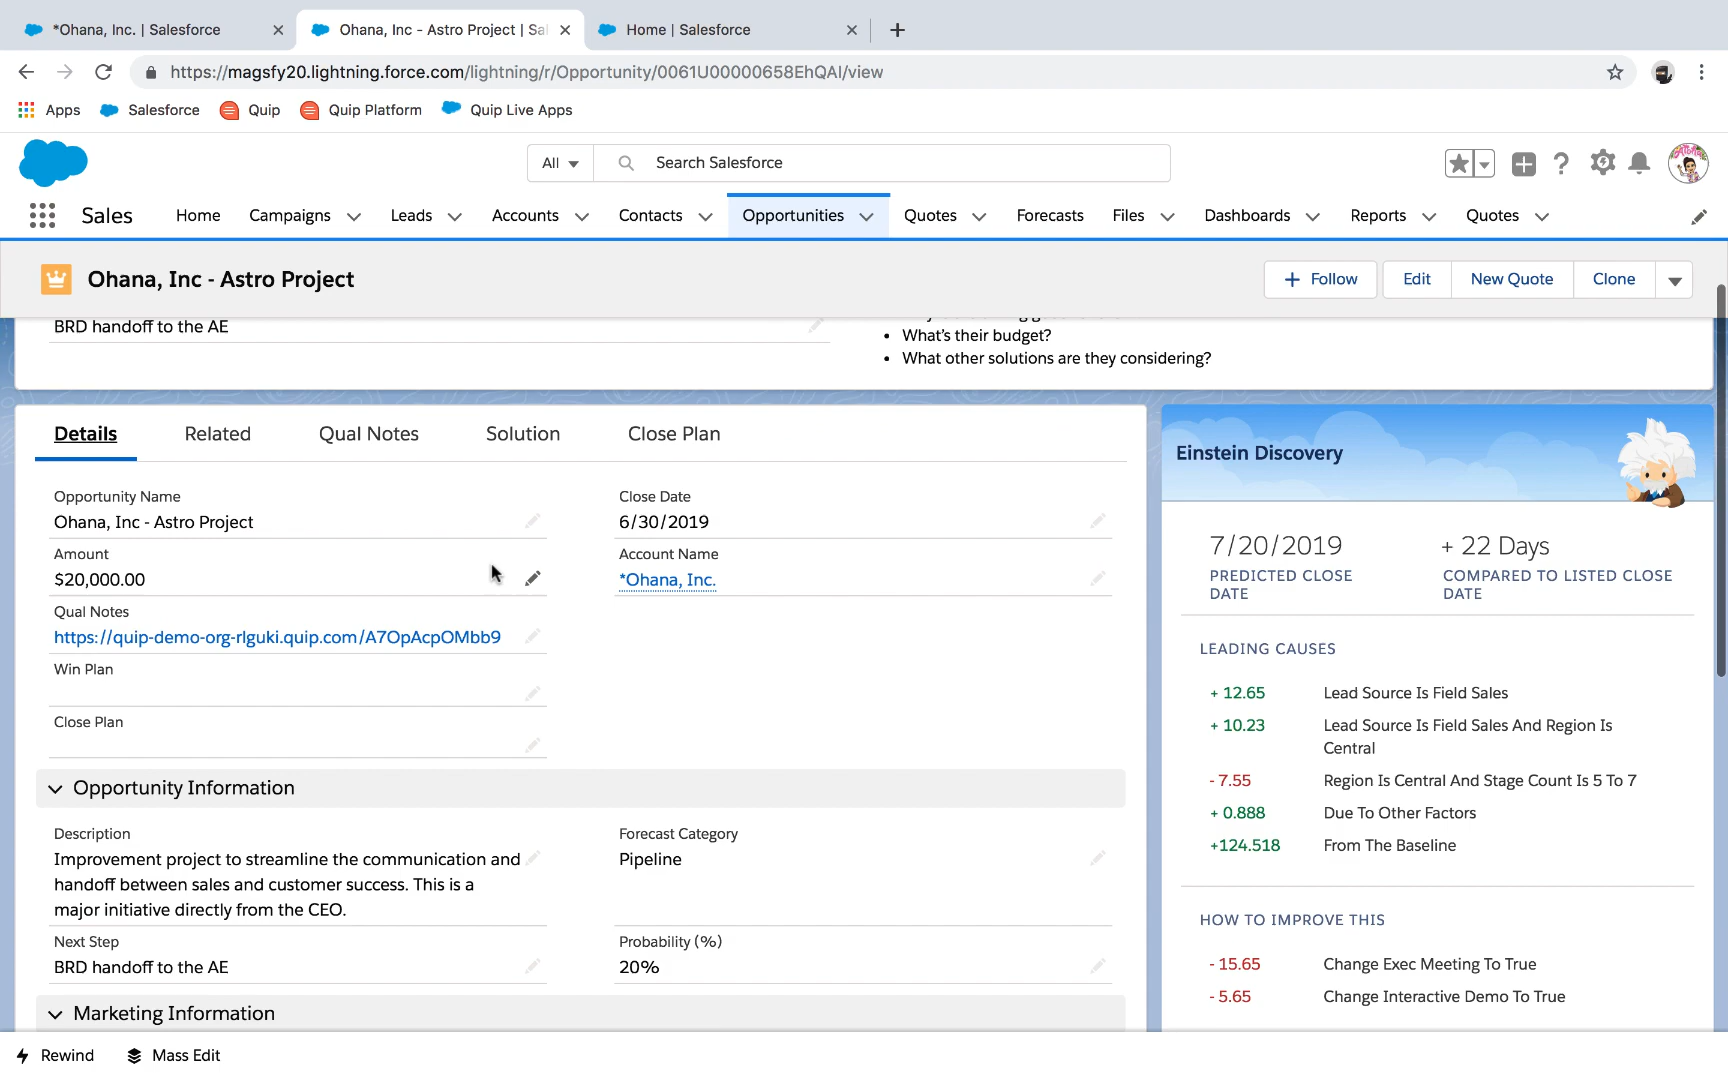 *Ohana, Inc. | Salesforce
Ohana, Inc - Astro Project | Sal
Home | Salesforce
https://magsfy20.lightning.force.com/lightning/r/Opportunity/0061U00000658EhQAI/view
Apps
Salesforce
Quip
Quip Platform
Quip Live Apps
All
Search Salesforce
Sales
Home
Campaigns
Leads
Accounts
Contacts
Opportunities
Quotes
Forecasts
Files
Dashboards
Reports
Quotes
Ohana, Inc - Astro Project
Follow
Edit
New Quote
Clone
BRD handoff to the AE
• What's their budget?
• What other solutions are they considering?
Details
Related
Qual Notes
Solution
Close Plan
Opportunity Name
Ohana, Inc - Astro Project
Close Date
6/30/2019
Amount
$20,000.00
Account Name
*Ohana, Inc.
Qual Notes
https://quip-demo-org-rlguki.quip.com/A7OpAcpOMbb9
Win Plan
Close Plan
Opportunity Information
Description
Improvement project to streamline the communication and
handoff between sales and customer success. This is a
major initiative directly from the CEO.
Forecast Category
Pipeline
Next Step
BRD handoff to the AE
Probability (%)
20%
Marketing Information
Einstein Discovery
7/20/2019
PREDICTED CLOSE
DATE
+ 22 Days
COMPARED TO LISTED CLOSE
DATE
LEADING CAUSES
+ 12.65 Lead Source Is Field Sales
+ 10.23 Lead Source Is Field Sales And Region Is
Central
- 7.55 Region Is Central And Stage Count Is 5 To 7
+ 0.888 Due To Other Factors
+124.518 From The Baseline
HOW TO IMPROVE THIS
- 15.65 Change Exec Meeting To True
- 5.65 Change Interactive Demo To True
Rewind
Mass Edit